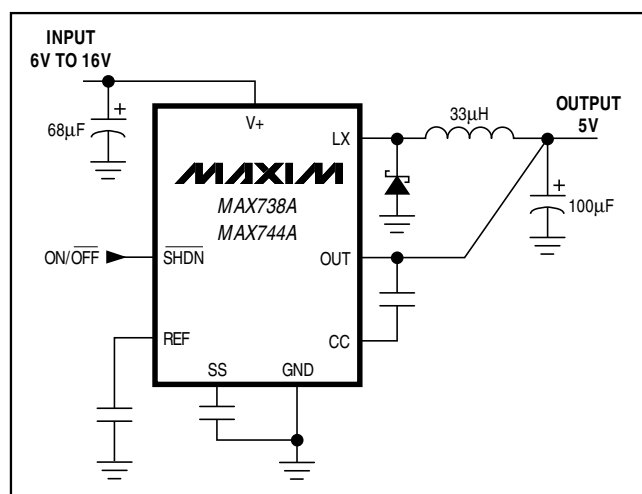 INPUT
6V TO 16V
+
68μF
V+
LX
33μH
OUTPUT
5V
MAXIM
MAX738A
MAX744A
+
100μF
ON/OFF
SHDN
OUT
REF
CC
SS
GND